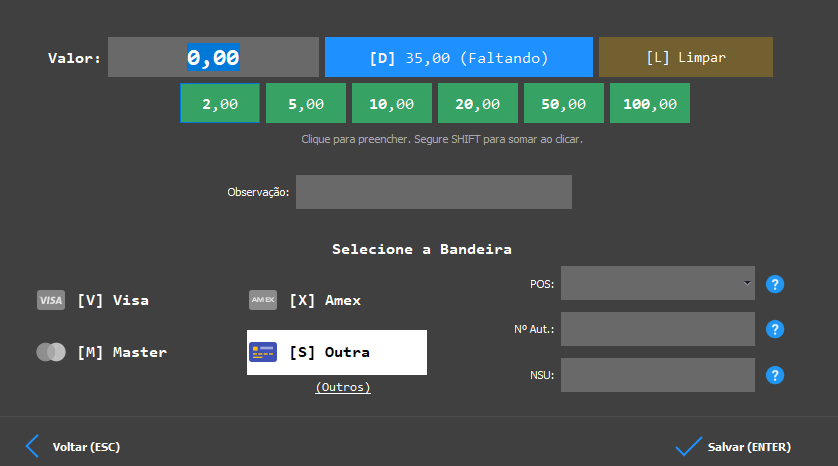 Valor: 0,00 [D] 35,00 (Faltando) [L] Limpar
2,00 5,00 10,00 20,00 50,00 100,00
Clique para preencher. Segure SHIFT para somar ao clicar.
Observação:
Selecione a Bandeira
POS: ?
VISA [V] Visa AMEX [X] Amex
Nº Aut.: ?
[M] Master [S] Outra
NSU: ?
(Outros)
Voltar (ESC) Salvar (ENTER)